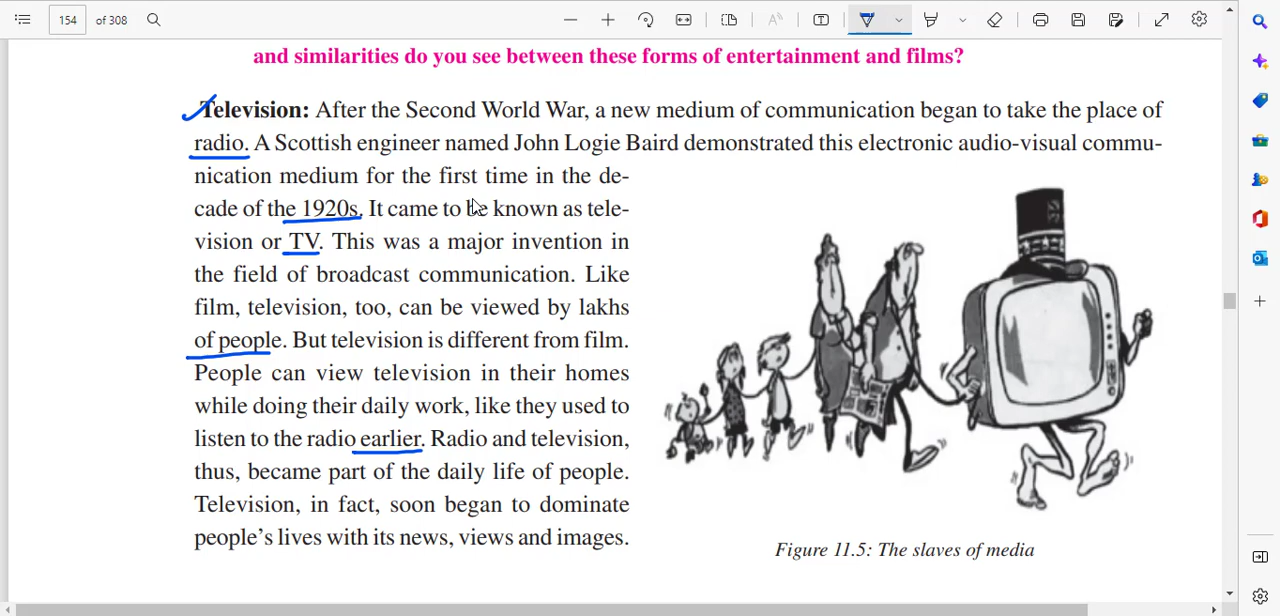 154 of 308
and similarities do you see between these forms of entertainment and films?
Television: After the Second World War, a new medium of communication began to take the place of
radio. A Scottish engineer named John Logie Baird demonstrated this electronic audio-visual commu-
nication medium for the first time in the de-
cade of the 1920s. It came to be known as tele-
vision or TV. This was a major invention in
the field of broadcast communication. Like
film, television, too, can be viewed by lakhs
of people. But television is different from film.
People can view television in their homes
while doing their daily work, like they used to
listen to the radio earlier. Radio and television,
thus, became part of the daily life of people.
Television, in fact, soon began to dominate
people’s lives with its news, views and images.
Figure 11.5: The slaves of media